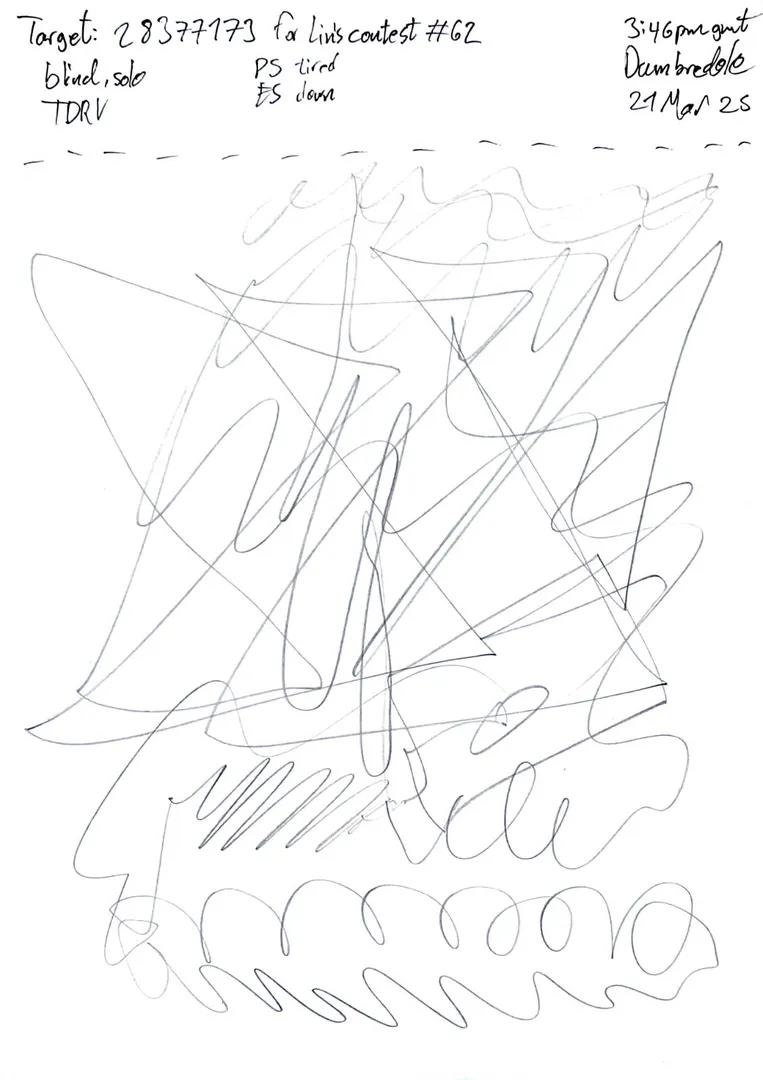 Target: 28377173 for Lin's contest #62
blind, solo
TDRV
PS tired
ES down
3:46pm gmt
Dumbredole
21 Mar 25